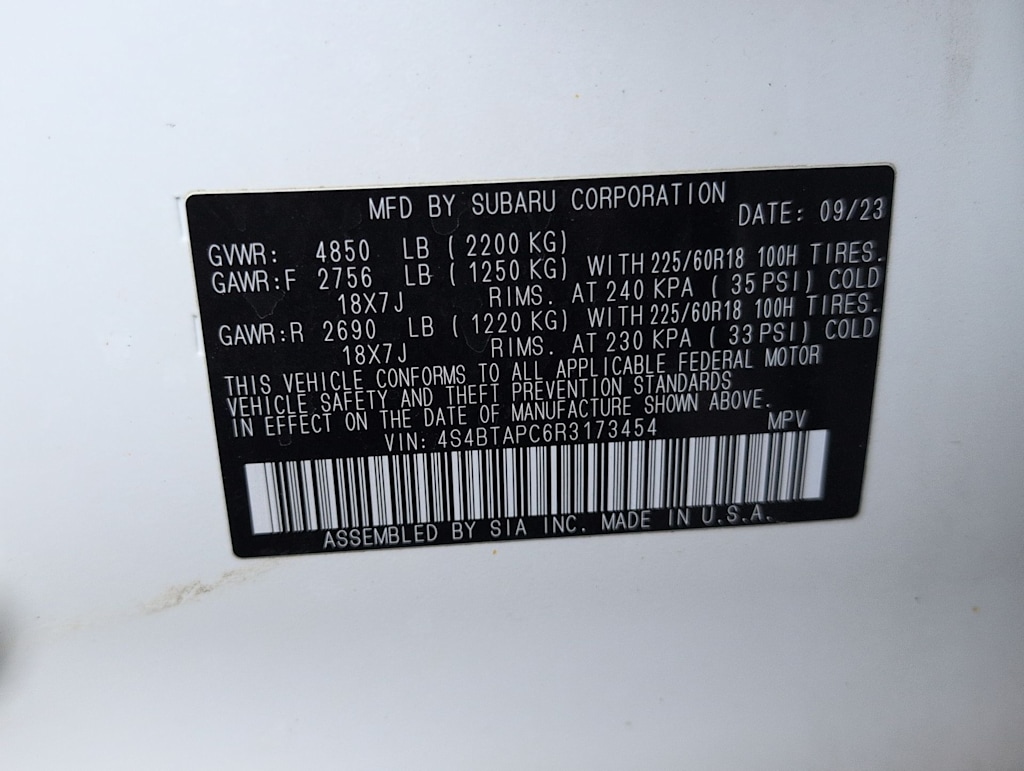 MFD BY SUBARU CORPORATION DATE: 09/23
GVWR: 4850 LB ( 2200 KG)
GAWR:F 2756 LB ( 1250 KG) WITH 225/60R18 100H TIRES.
18X7J RIMS. AT 240 KPA ( 35 PSI) COLD
GAWR:R 2690 LB ( 1220 KG) WITH 225/60R18 100H TIRES.
18X7J RIMS. AT 230 KPA ( 33 PSI) COLD
THIS VEHICLE CONFORMS TO ALL APPLICABLE FEDERAL MOTOR
VEHICLE SAFETY AND THEFT PREVENTION STANDARDS
IN EFFECT ON THE DATE OF MANUFACTURE SHOWN ABOVE.
VIN: 4S4BTAPC6R3173454 MPV
ASSEMBLED BY SIA INC. MADE IN U.S.A.